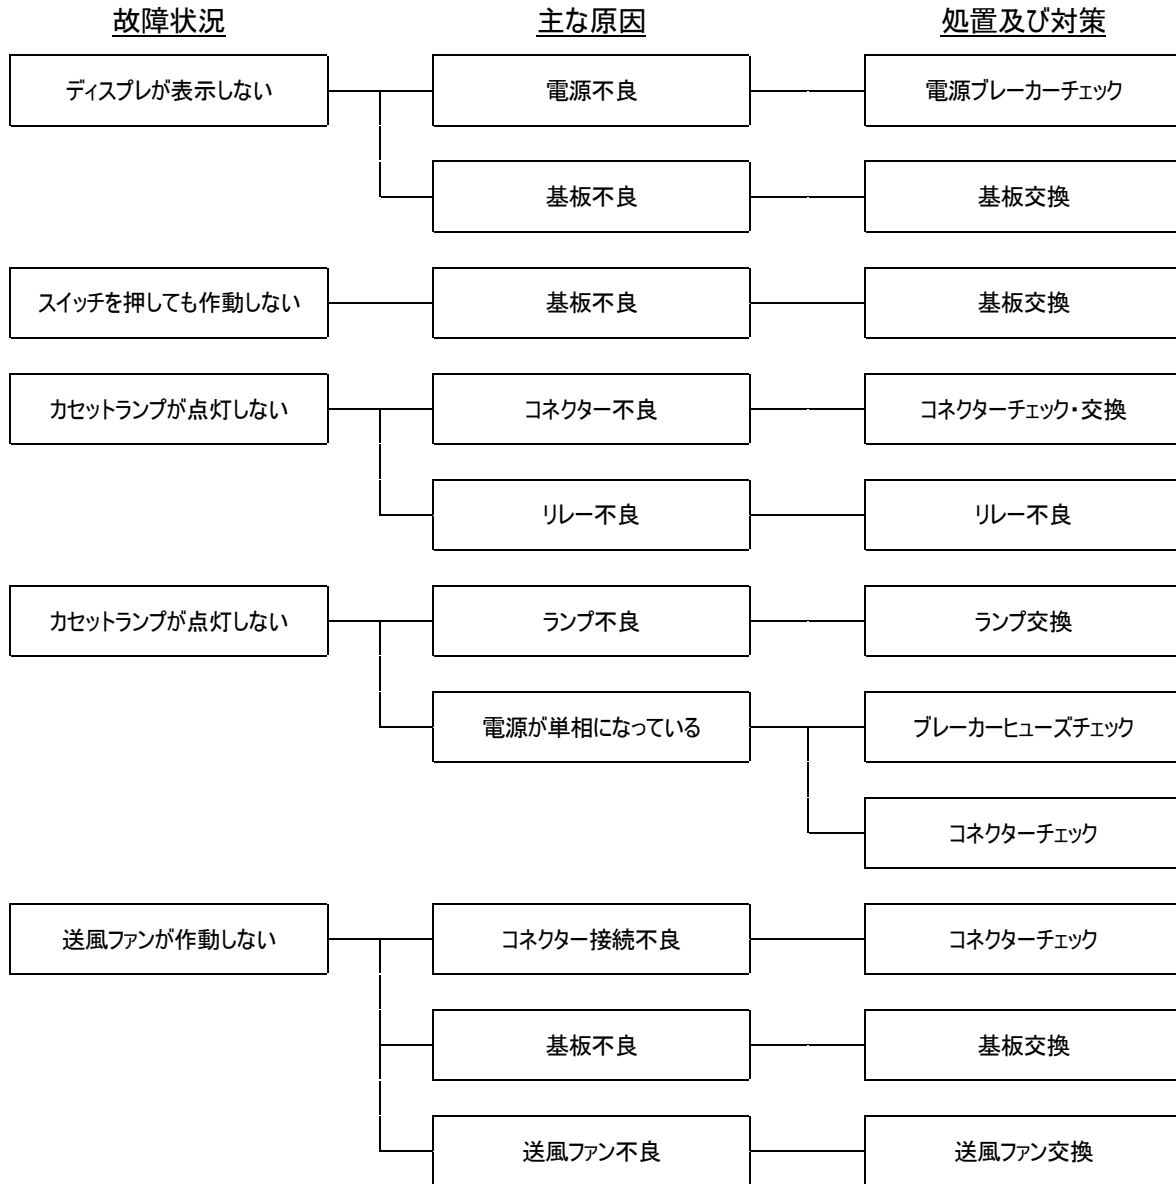 故障状況
主な原因
処置及び対策
ディスプレが表示しない
電源不良
電源ブレーカーチェック
基板不良
基板交換
スイッチを押しても作動しない
基板不良
基板交換
カセットランプが点灯しない
コネクター不良
コネクターチェック・交換
リレー不良
リレー不良
カセットランプが点灯しない
ランプ不良
ランプ交換
電源が単相になっている
ブレーカーヒューズチェック
コネクターチェック
送風ファンが作動しない
コネクター接続不良
コネクターチェック
基板不良
基板交換
送風ファン不良
送風ファン交換